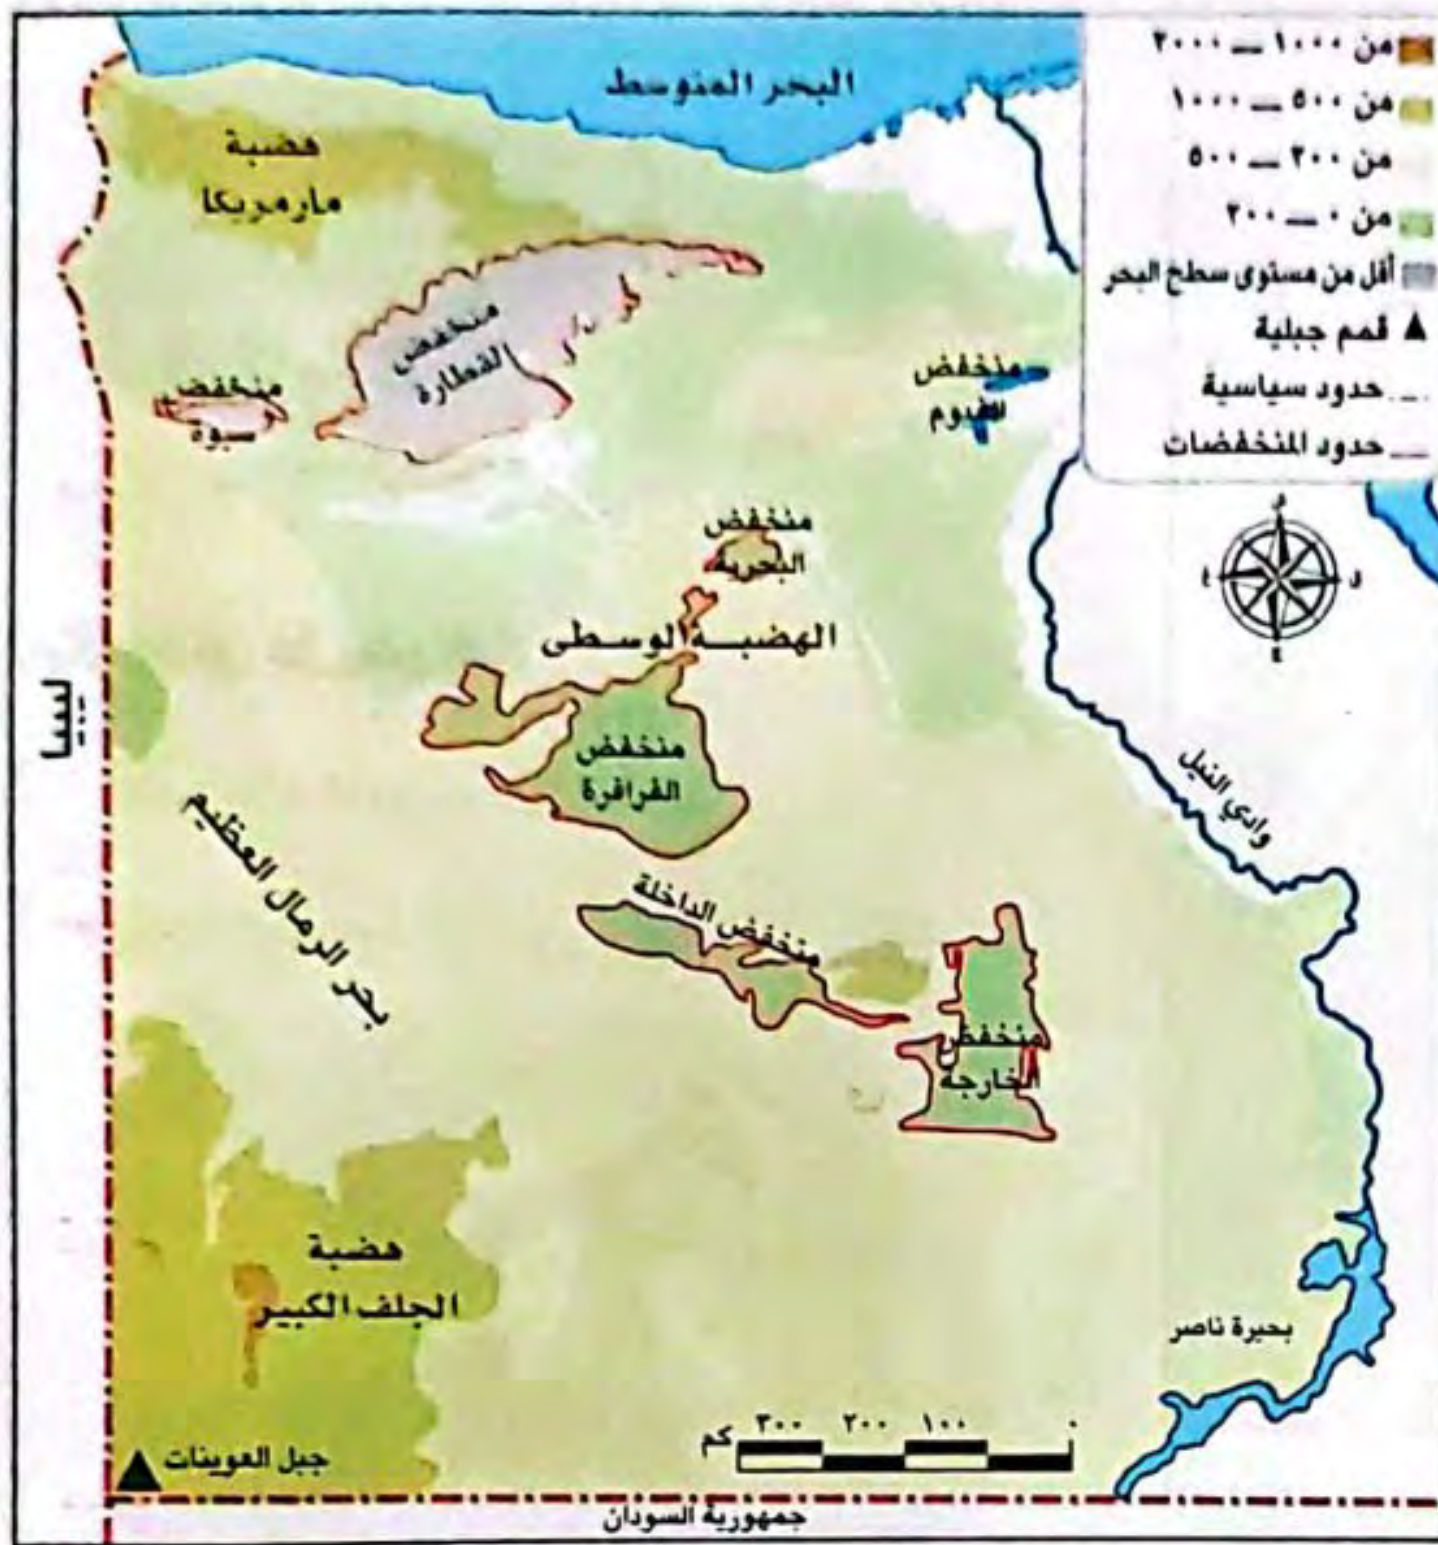 من ١٠٠٠ — ٢٠٠٠
من ٥٠٠ — ١٠٠٠
من ٢٠٠ — ٥٠٠
من ٠ — ٢٠٠
أقل من مستوى سطح البحر
قمم جبلية
حدود سياسية
حدود المنخفضات
البحر المتوسط
هضبة
مارمريكا
منخفض
القطارة
منخفض
سيوة
منخفض
الفيوم
منخفض
البحرية
الهضبة الوسطى
منخفض
الفرافرة
ليبيا
وادي النيل
بحر الرمال العظيم
منخفض الداخلة
منخفض
الخارجة
هضبة
الجلف الكبير
بحيرة ناصر
جبل العوينات
كم ٣٠٠ ٢٠٠ ١٠٠ ٠
جمهورية السودان